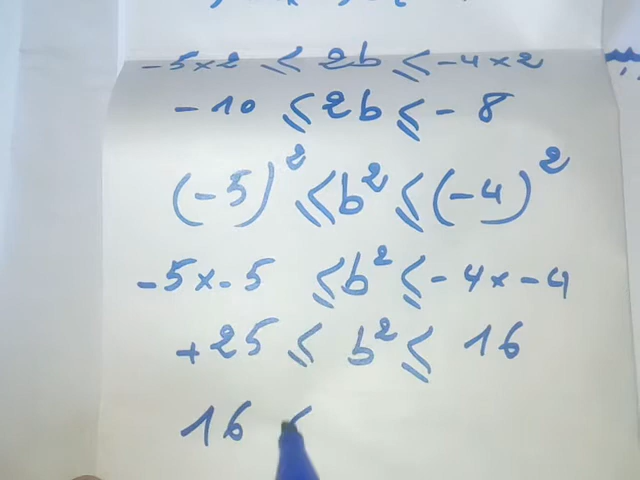 -5×2 ≤ 2b ≤ -4×2
-10 ≤ 2b ≤ -8
(-5)² ≤ b² ≤ (-4)²
-5×-5 ≤ b² ≤ -4×-4
+25 ≤ b² ≤ 16
16 ≤